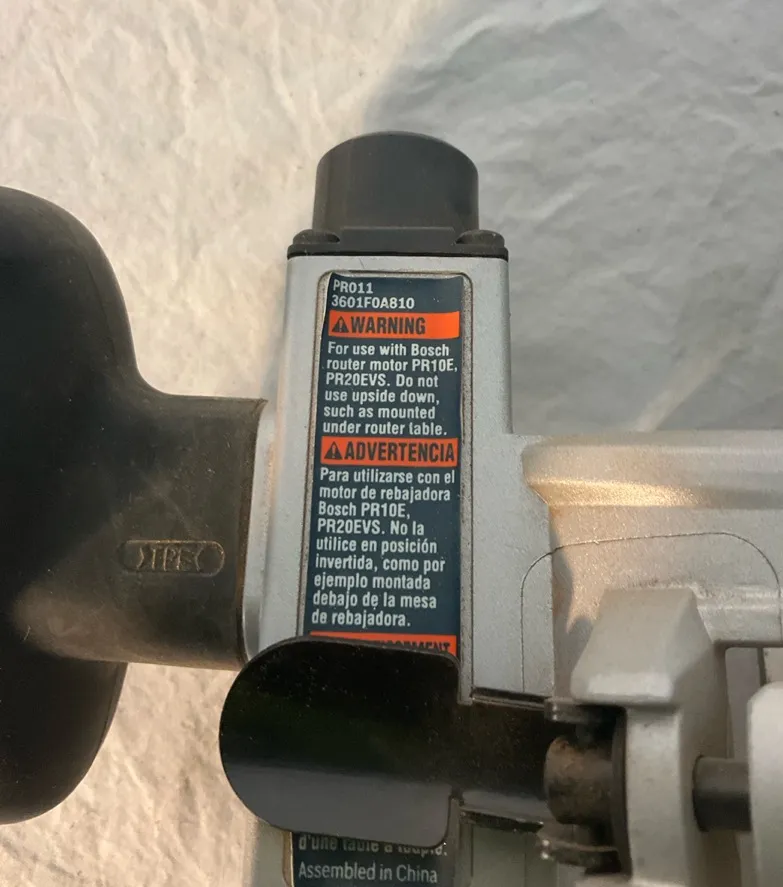 PR011
3601F0A810
⚠WARNING
For use with Bosch
router motor PR10E,
PR20EVS. Do not
use upside down,
such as mounted
under router table.
⚠ADVERTENCIA
Para utilizarse con el
motor de rebajadora
Bosch PR10E,
PR20EVS. No la
utilice en posición
invertida, como por
ejemplo montada
debajo de la mesa
de rebajadora.
>TPE<
d'une table à toupie.
Assembled in China